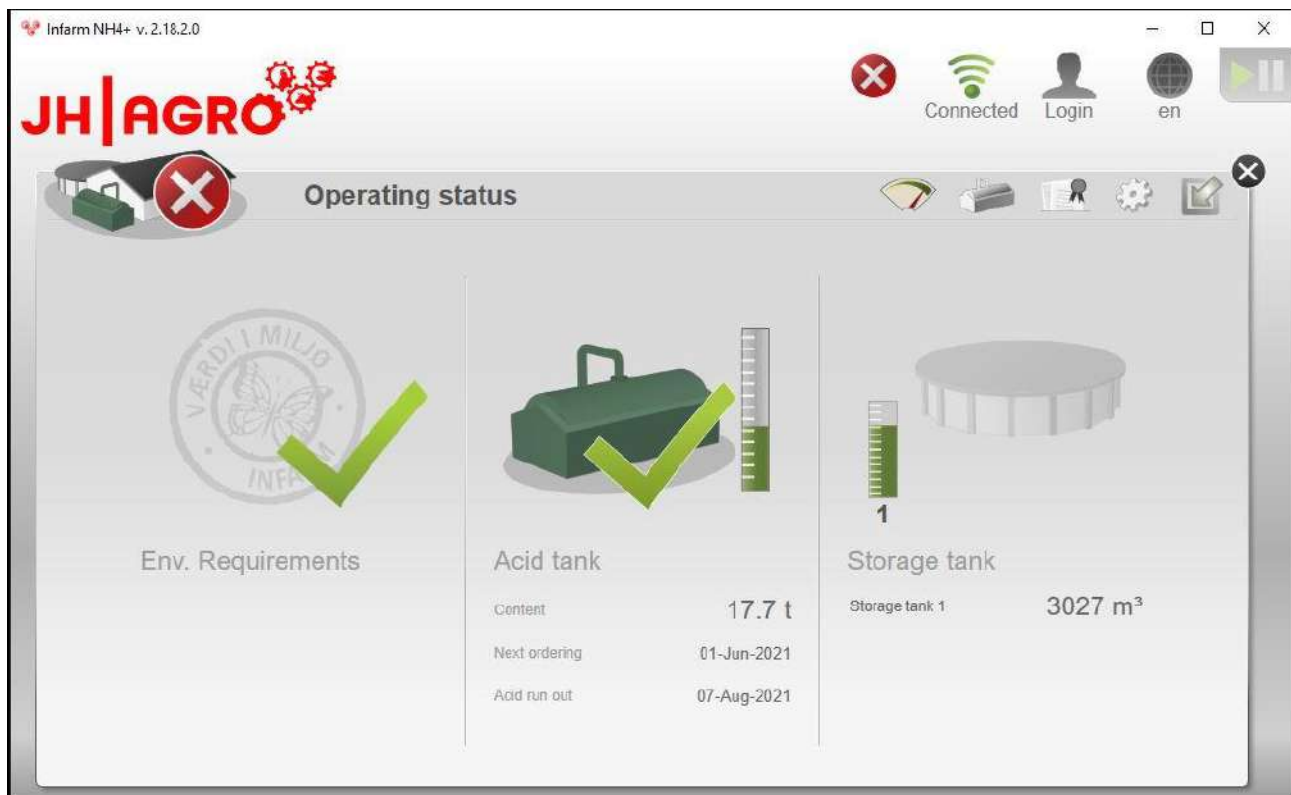 Infarm NH4+ v. 2.18.2.0
JH AGRO
Connected
Login
en
Operating status
VÆRDI I MILJØ
INFARM
Env. Requirements
Acid tank
Content 17.7 t
Next ordering 01-Jun-2021
Acid run out 07-Aug-2021
1
Storage tank
Storage tank 1 3027 m³